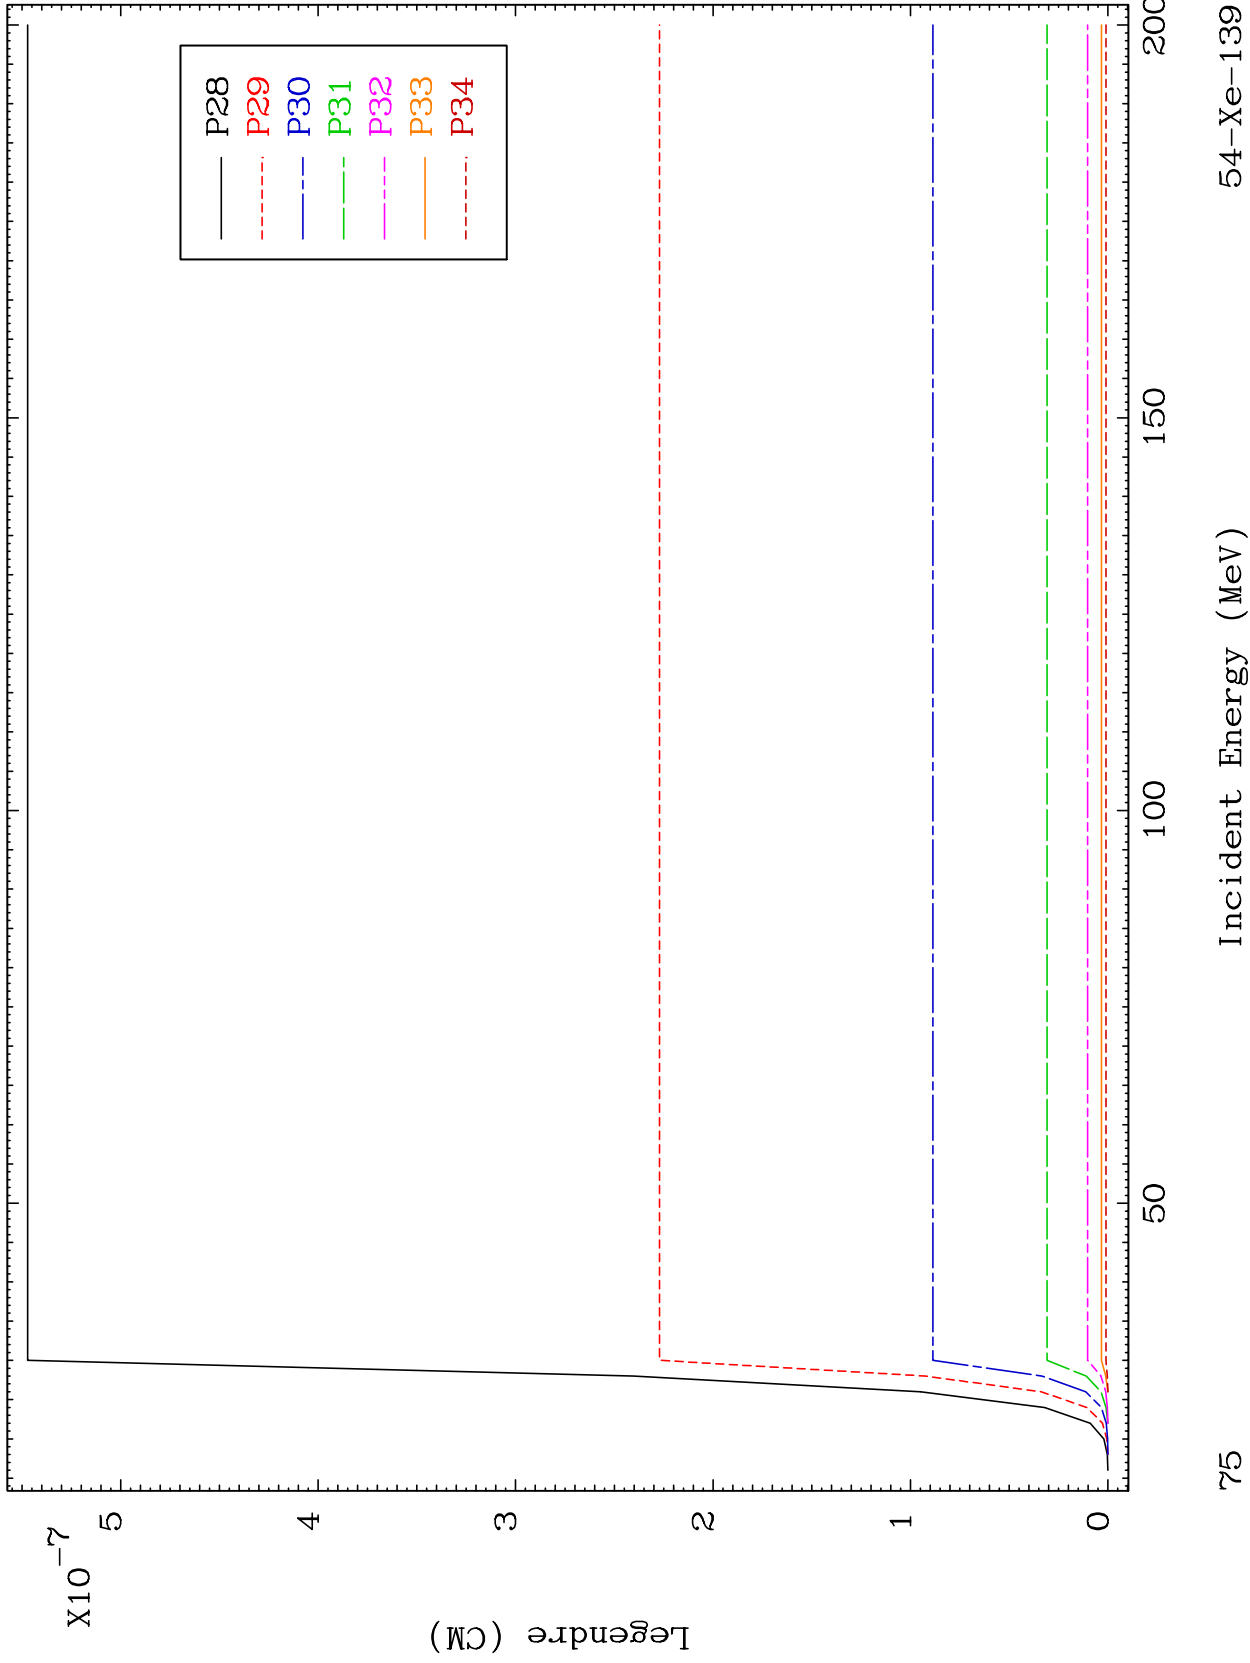 X10^-7
5
4
3
2
1
0
Legendre (CM)
P28
P29
P30
P31
P32
P33
P34
50
100
150
200
Incident Energy (MeV)
75
54-Xe-139